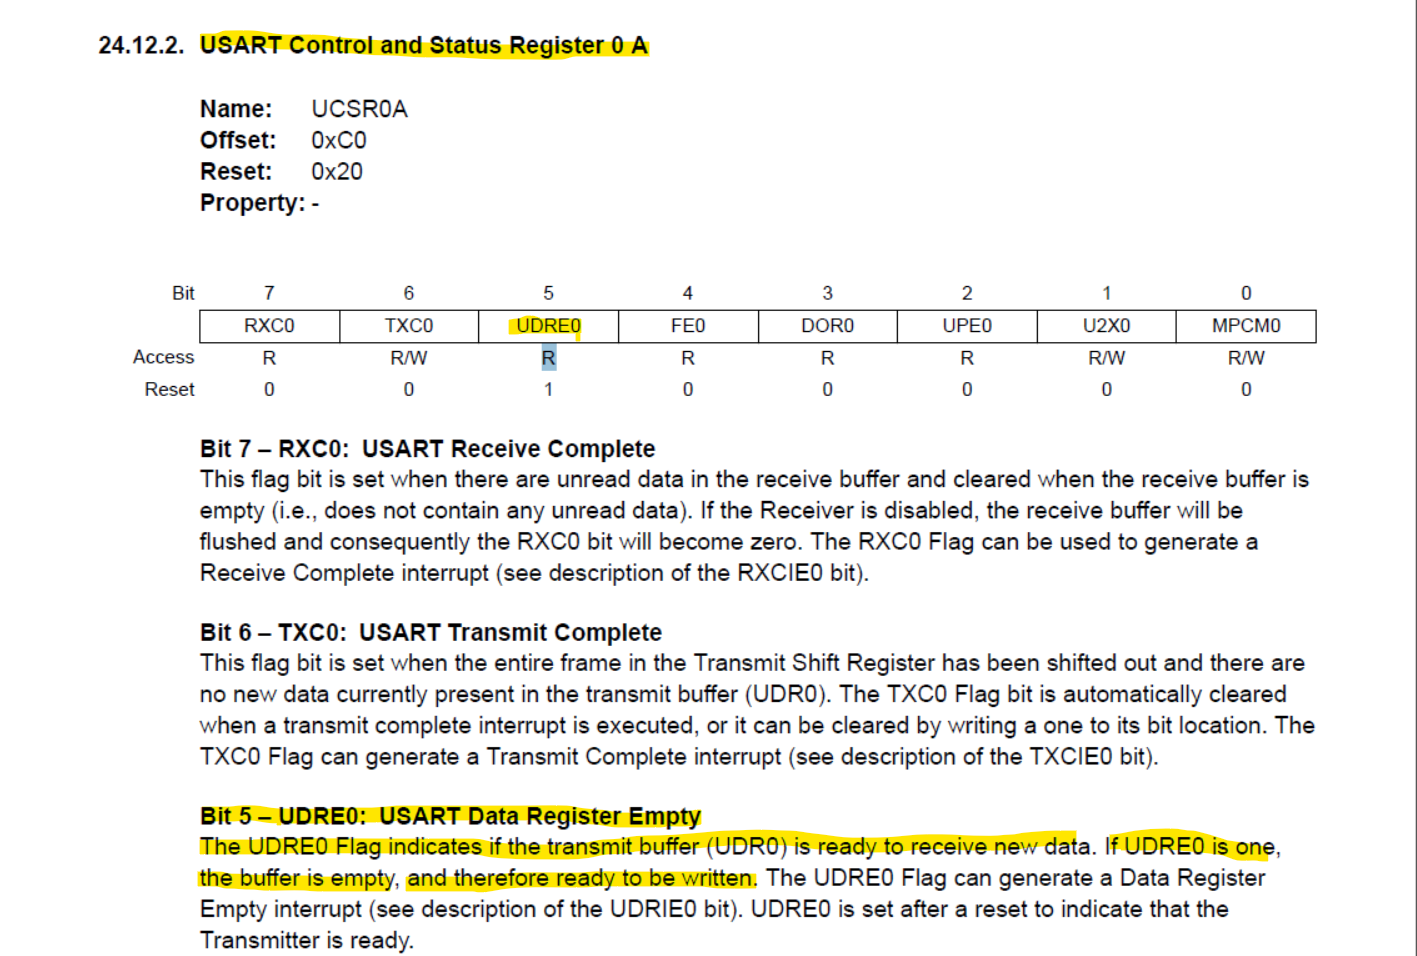 24.12.2. USART Control and Status Register 0 A
Name: UCSR0A
Offset: 0xC0
Reset: 0x20
Property: -
Bit 7 6 5 4 3 2 1 0
RXC0 TXC0 UDRE0 FE0 DOR0 UPE0 U2X0 MPCM0
Access R R/W R R R R R/W R/W
Reset 0 0 1 0 0 0 0 0
Bit 7 – RXC0: USART Receive Complete
This flag bit is set when there are unread data in the receive buffer and cleared when the receive buffer is
empty (i.e., does not contain any unread data). If the Receiver is disabled, the receive buffer will be
flushed and consequently the RXC0 bit will become zero. The RXC0 Flag can be used to generate a
Receive Complete interrupt (see description of the RXCIE0 bit).
Bit 6 – TXC0: USART Transmit Complete
This flag bit is set when the entire frame in the Transmit Shift Register has been shifted out and there are
no new data currently present in the transmit buffer (UDR0). The TXC0 Flag bit is automatically cleared
when a transmit complete interrupt is executed, or it can be cleared by writing a one to its bit location. The
TXC0 Flag can generate a Transmit Complete interrupt (see description of the TXCIE0 bit).
Bit 5 – UDRE0: USART Data Register Empty
The UDRE0 Flag indicates if the transmit buffer (UDR0) is ready to receive new data. If UDRE0 is one,
the buffer is empty, and therefore ready to be written. The UDRE0 Flag can generate a Data Register
Empty interrupt (see description of the UDRIE0 bit). UDRE0 is set after a reset to indicate that the
Transmitter is ready.